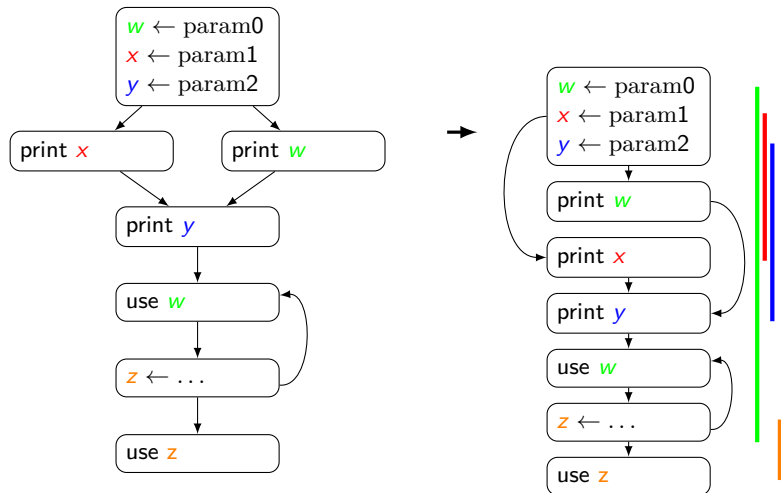 w ← param0
x ← param1
y ← param2
print x
print w
print y
use w
z ← ...
use z
w ← param0
x ← param1
y ← param2
print w
print x
print y
use w
z ← ...
use z